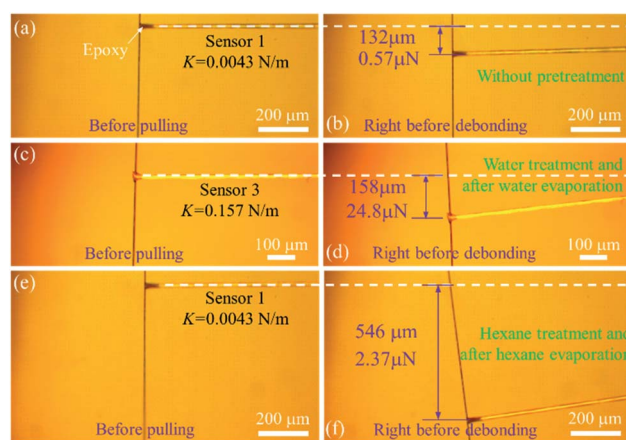 (a)
Epoxy
Sensor 1
K=0.0043 N/m
Before pulling
200 μm
132μm
0.57μN
Without pretreatment
(b)
Right before debonding
200 μm
(c)
Sensor 3
K=0.157 N/m
Before pulling
100 μm
Water treatment and
after water evaporation
158μm
24.8μN
(d)
Right before debonding
100 μm
(e)
Sensor 1
K=0.0043 N/m
Before pulling
200 μm
546 μm
2.37μN
Hexane treatment and
after hexane evaporation
(f)
Right before debonding
200 μm